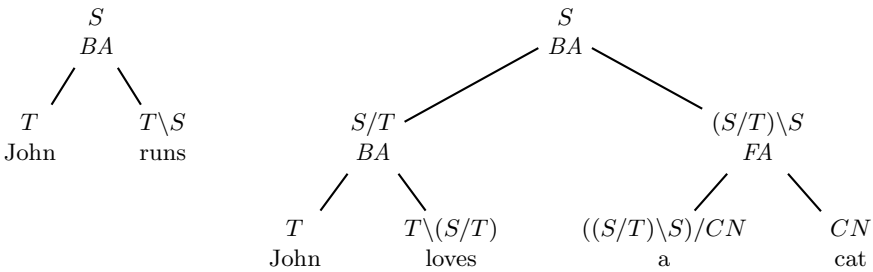 S
BA
T T\S
John runs
S
BA
S/T (S/T)\S
BA FA
T T\(S/T) ((S/T)\S)/CN CN
John loves a cat